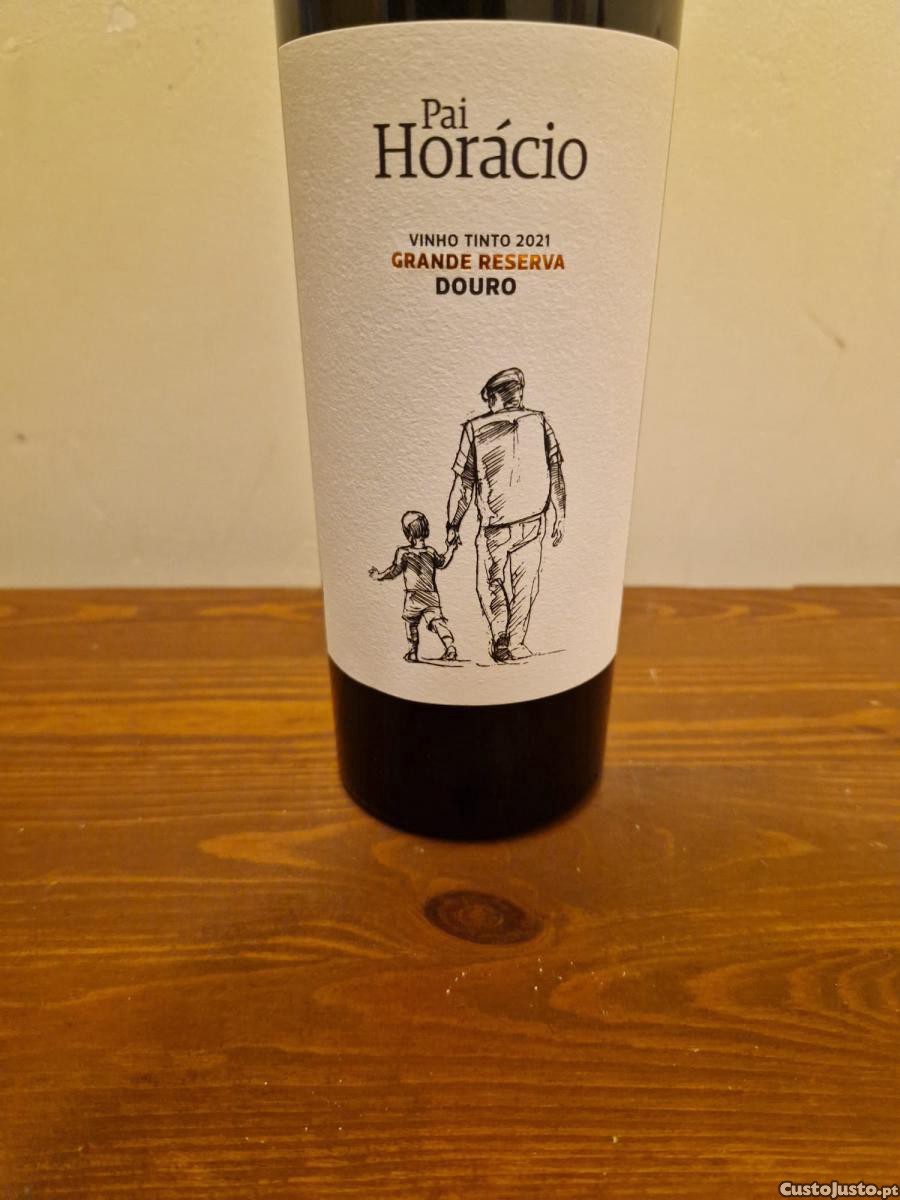 Pai
Horácio
VINHO TINTO 2021
GRANDE RESERVA
DOURO
CustoJusto.pt